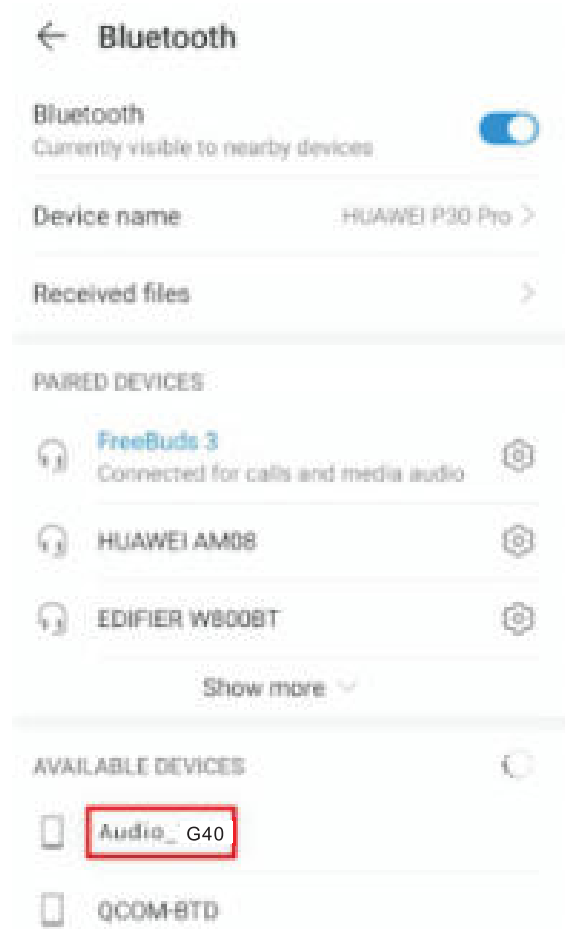 Bluetooth
Bluetooth
Currently visible to nearby devices
Device name HUAWEI P30 Pro
Received files
PAIRED DEVICES
FreeBuds 3
Connected for calls and media audio
HUAWEI AM08
EDIFIER W800BT
Show more
AVAILABLE DEVICES
Audio_ G40
QCOM-BTD